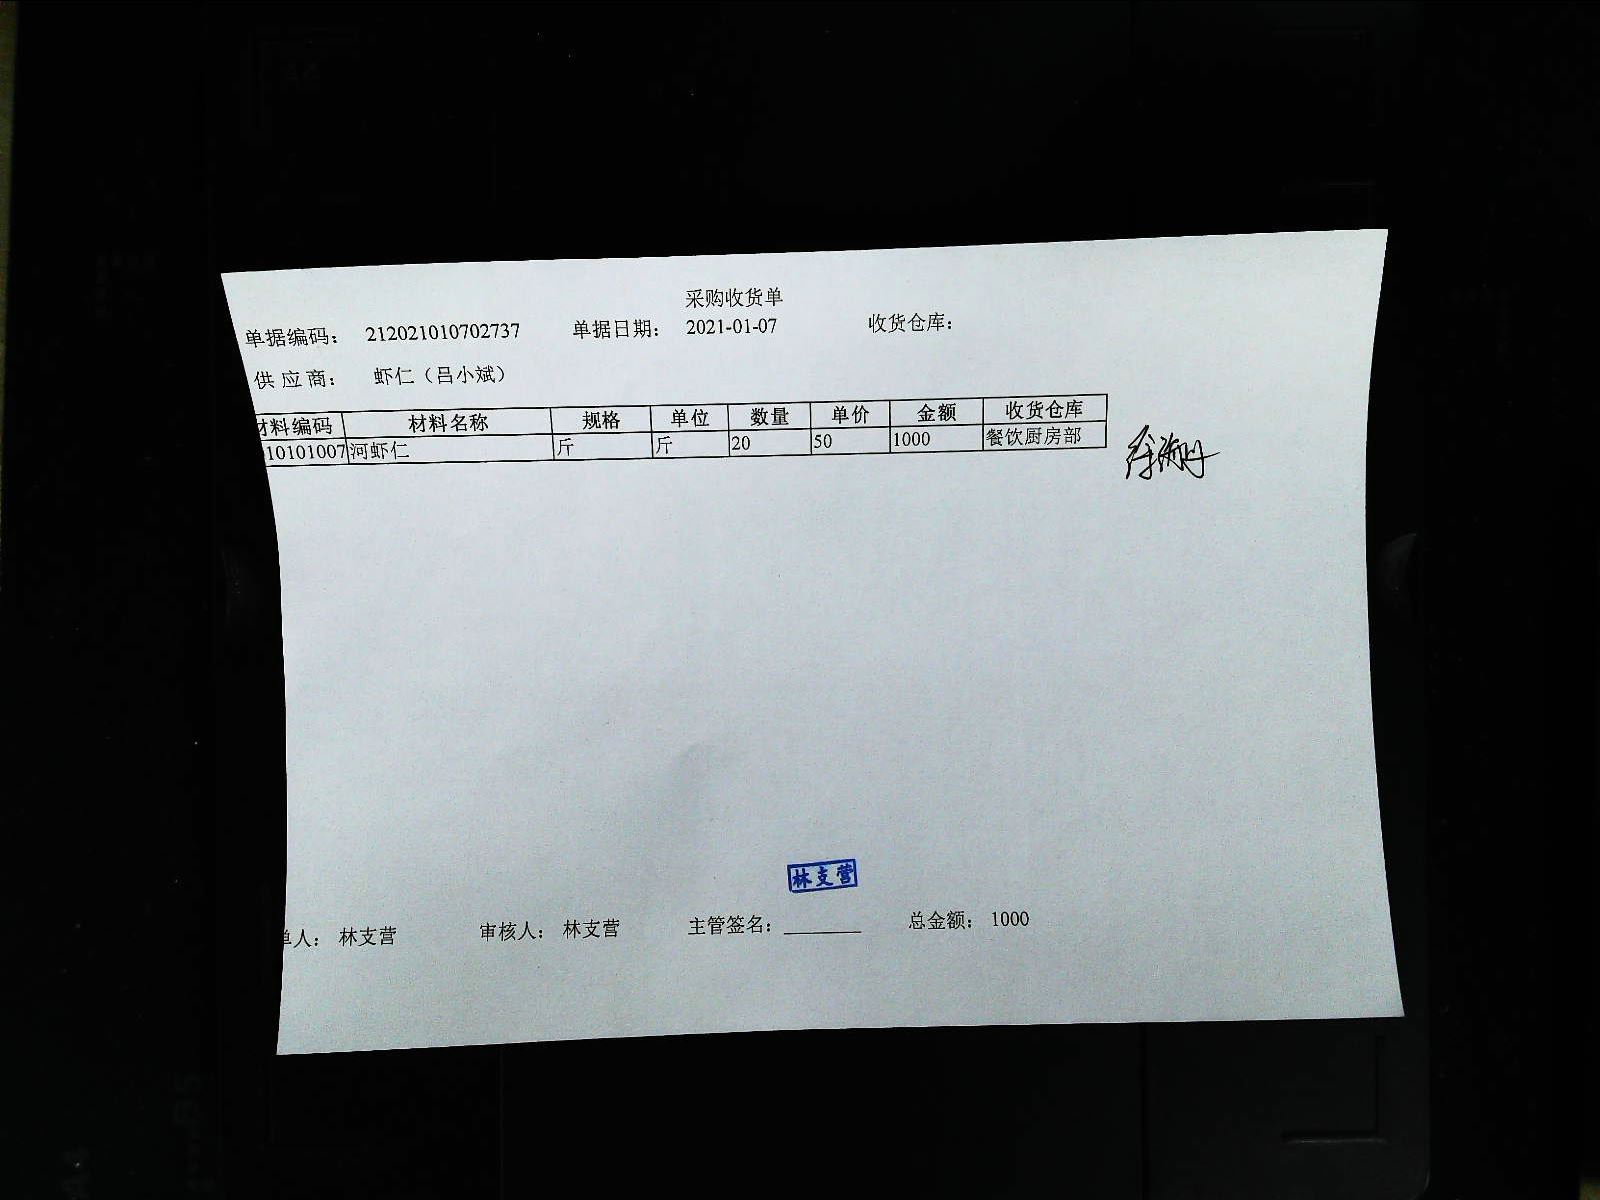 采购收货单
单据编码： 212021010702737 单据日期： 2021-01-07 收货仓库：
供 应 商： 虾仁（吕小斌）
材料编码 材料名称 规格 单位 数量 单价 金额 收货仓库
10101007 河虾仁 斤 斤 20 50 1000 餐饮厨房部
林支营
单人： 林支营 审核人： 林支营 主管签名： 总金额： 1000